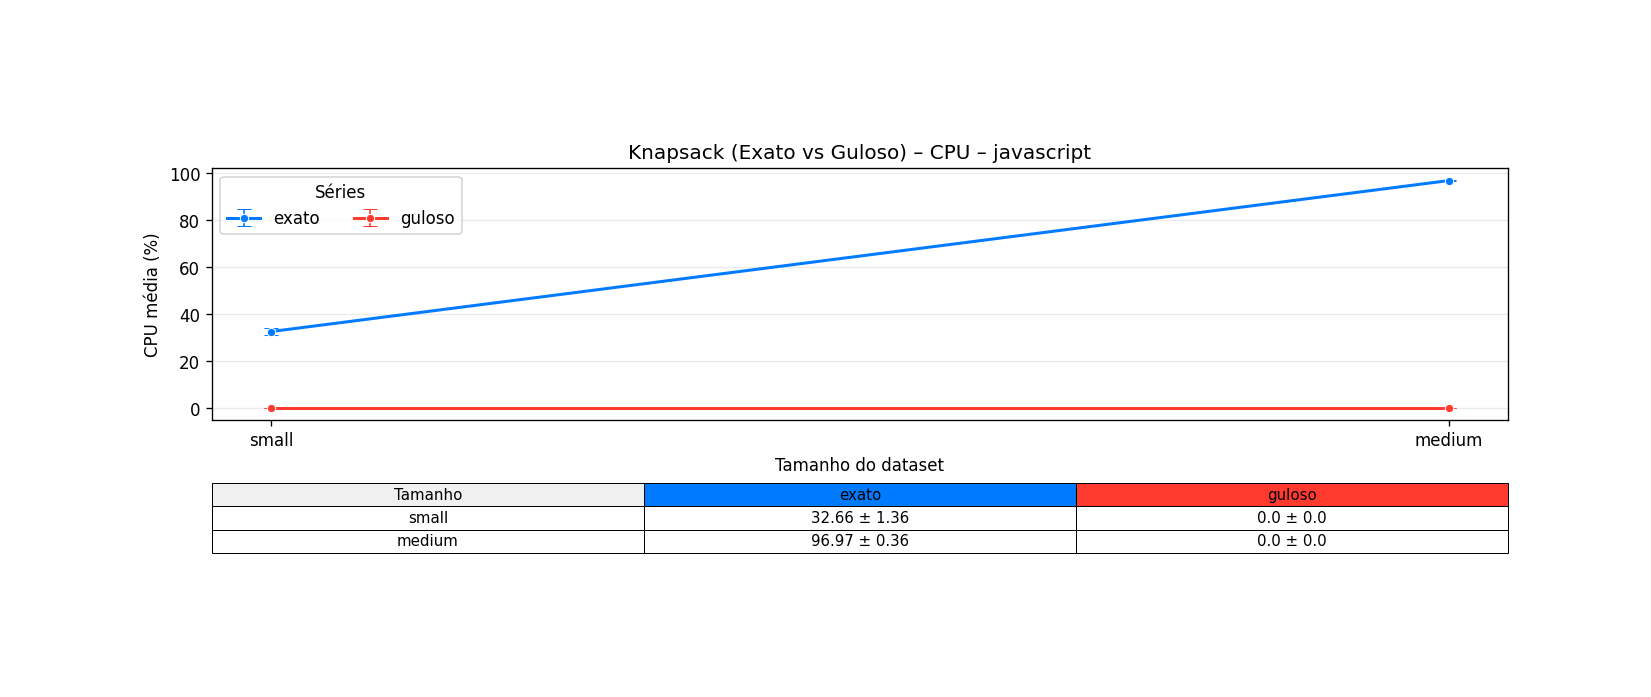 Knapsack (Exato vs Guloso) – CPU – javascript
100
80
60
40
20
0
CPU média (%)
Séries
exato guloso
small medium
Tamanho do dataset
Tamanho exato guloso
small 32.66 ± 1.36 0.0 ± 0.0
medium 96.97 ± 0.36 0.0 ± 0.0